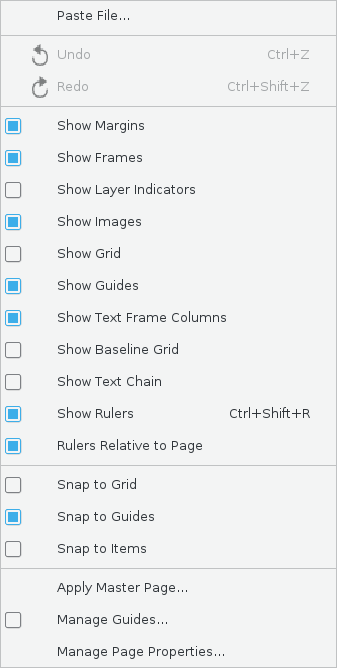 Paste File...
Undo Ctrl+Z
Redo Ctrl+Shift+Z
Show Margins
Show Frames
Show Layer Indicators
Show Images
Show Grid
Show Guides
Show Text Frame Columns
Show Baseline Grid
Show Text Chain
Show Rulers Ctrl+Shift+R
Rulers Relative to Page
Snap to Grid
Snap to Guides
Snap to Items
Apply Master Page...
Manage Guides...
Manage Page Properties...